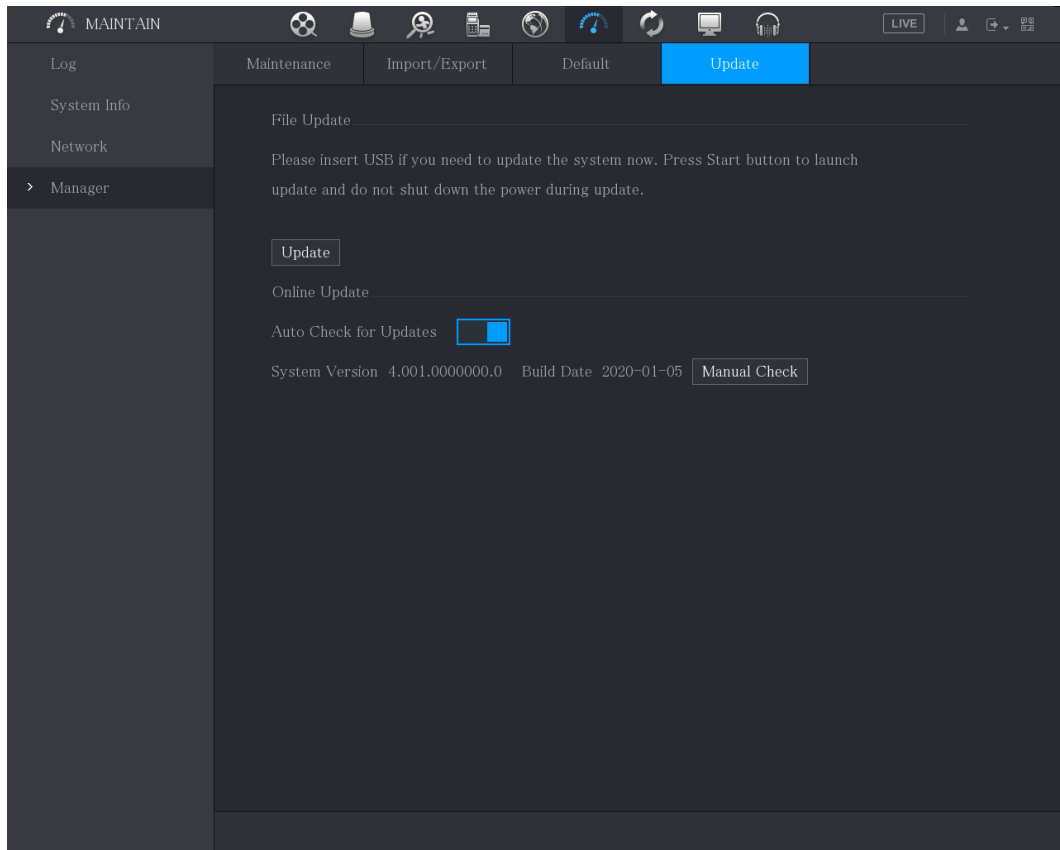 MAINTAIN
LIVE
Log
System Info
Network
Manager
Maintenance
Import/Export
Default
Update
File Update
Please insert USB if you need to update the system now. Press Start button to launch
update and do not shut down the power during update.
Update
Online Update
Auto Check for Updates
System Version 4.001.0000000.0 Build Date 2020-01-05 Manual Check